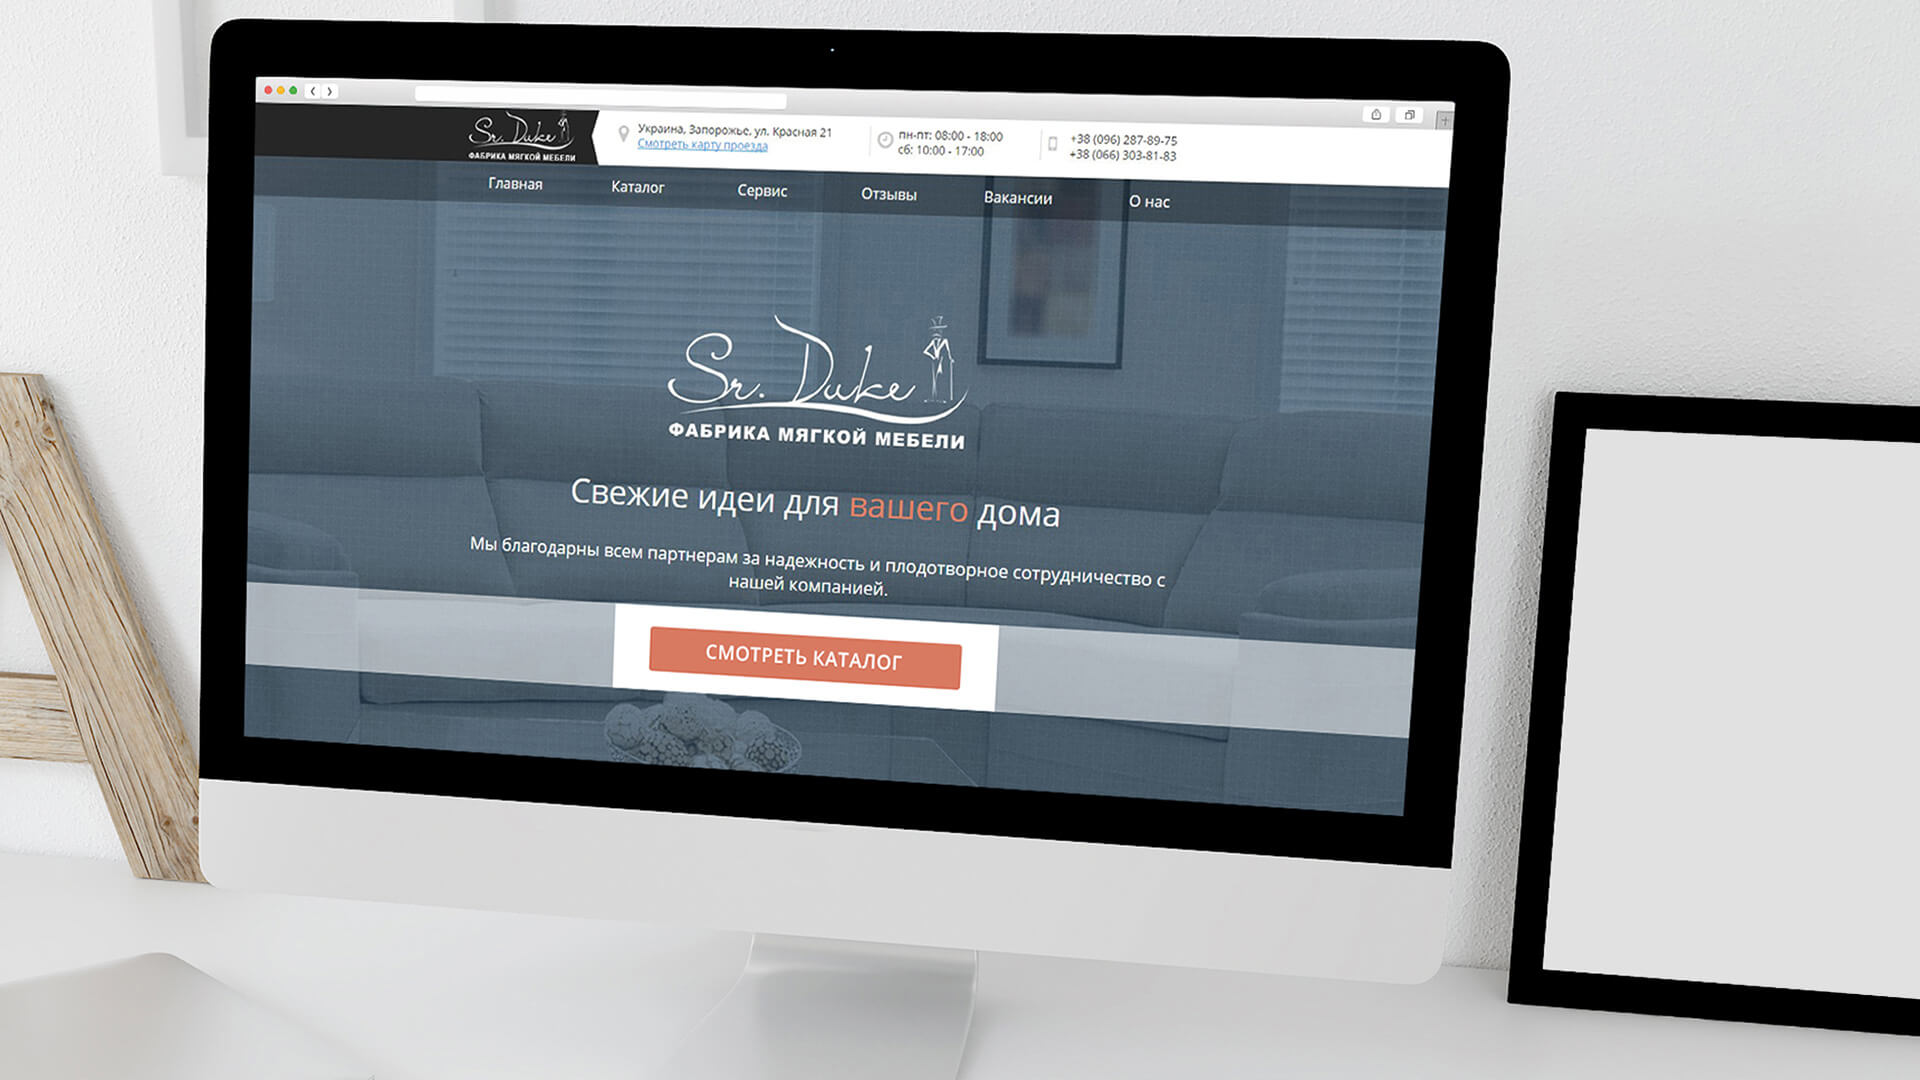 Sr. Duke
ФАБРИКА МЯГКОЙ МЕБЕЛИ
Украина, Запорожье, ул. Красная 21
Смотреть карту проезда
пн-пт: 08:00 - 18:00
сб: 10:00 - 17:00
+38 (096) 287-89-75
+38 (066) 303-81-83
Главная Каталог Сервис Отзывы Вакансии О нас
Sr. Duke
ФАБРИКА МЯГКОЙ МЕБЕЛИ
Свежие идеи для вашего дома
Мы благодарны всем партнерам за надежность и плодотворное сотрудничество с
нашей компанией.
СМОТРЕТЬ КАТАЛОГ